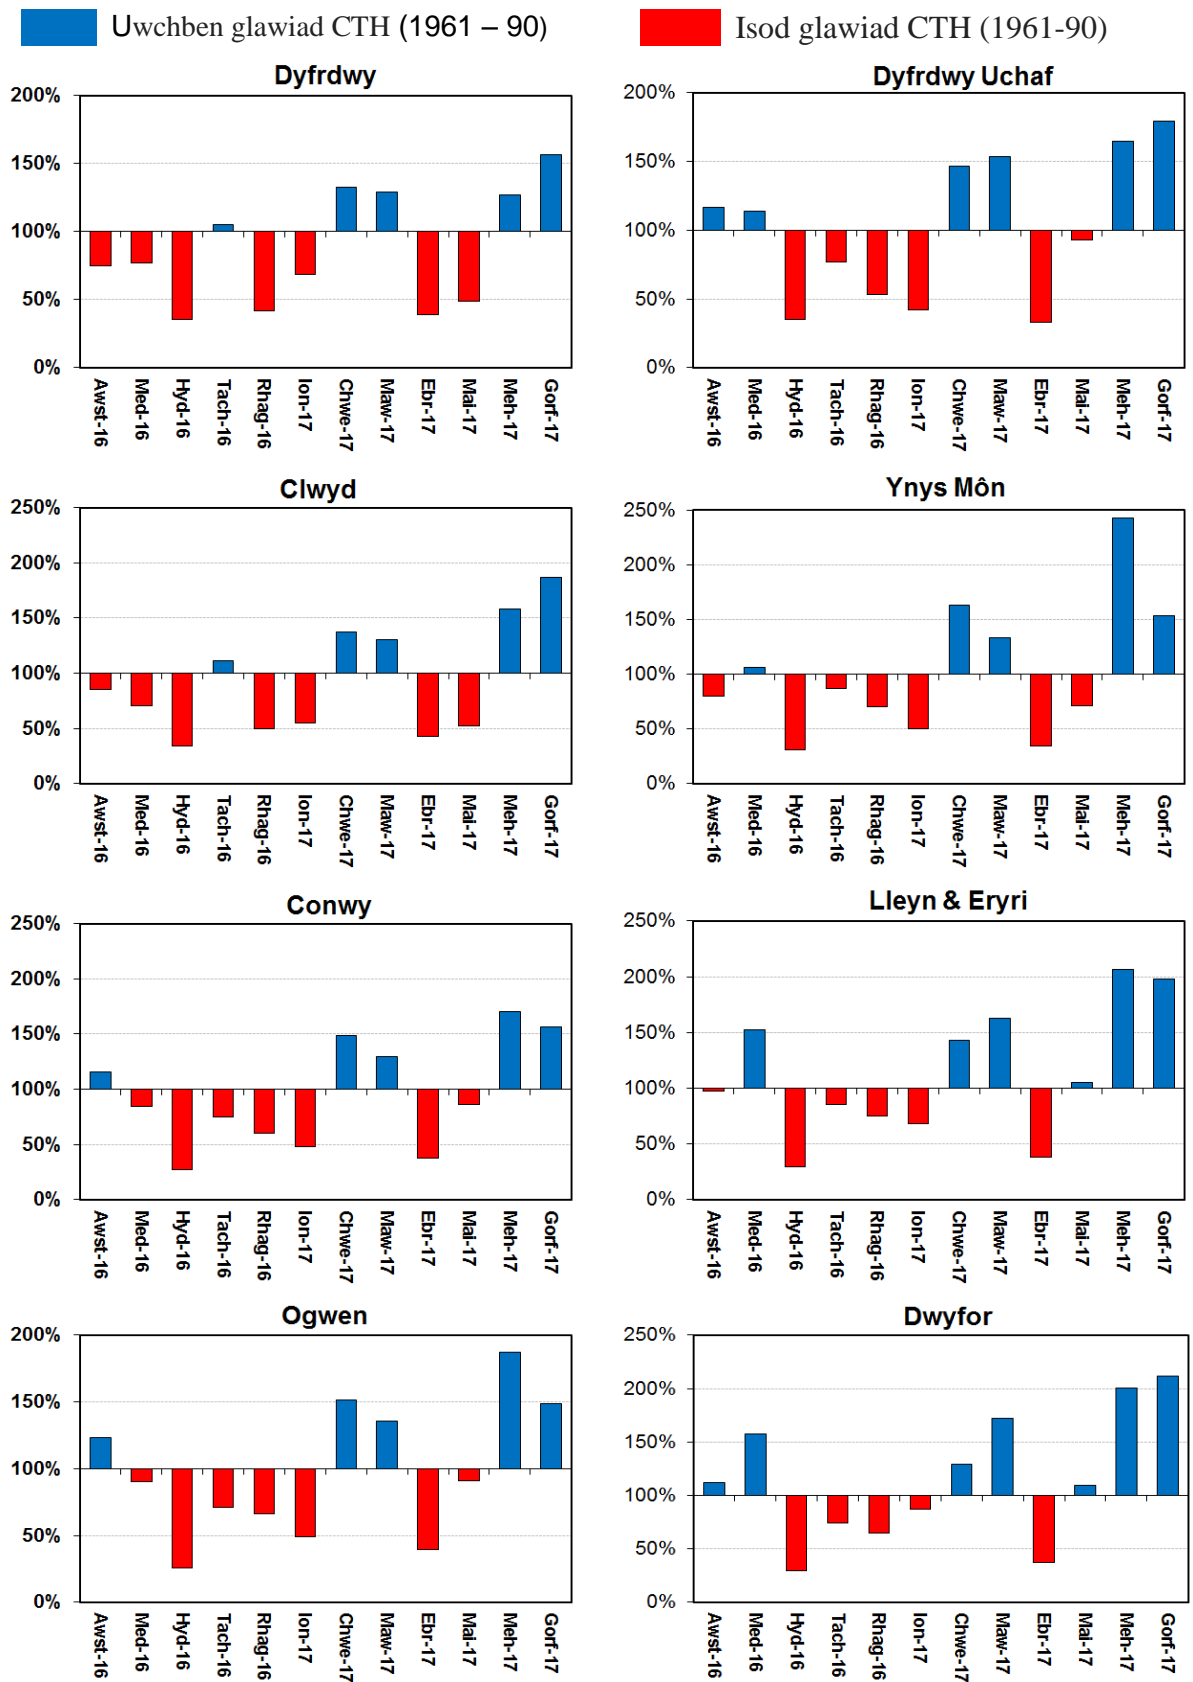 Uwchben glawiad CTH (1961 – 90)
Isod glawiad CTH (1961-90)
Dyfrdwy
200%
150%
100%
50%
0%
Awst-16
Med-16
Hyd-16
Tach-16
Rhag-16
Ion-17
Chwe-17
Maw-17
Ebr-17
Mai-17
Meh-17
Gorf-17
Dyfrdwy Uchaf
200%
150%
100%
50%
0%
Awst-16
Med-16
Hyd-16
Tach-16
Rhag-16
Ion-17
Chwe-17
Maw-17
Ebr-17
Mai-17
Meh-17
Gorf-17
Clwyd
250%
200%
150%
100%
50%
0%
Awst-16
Med-16
Hyd-16
Tach-16
Rhag-16
Ion-17
Chwe-17
Maw-17
Ebr-17
Mai-17
Meh-17
Gorf-17
Ynys Môn
250%
200%
150%
100%
50%
0%
Awst-16
Med-16
Hyd-16
Tach-16
Rhag-16
Ion-17
Chwe-17
Maw-17
Ebr-17
Mai-17
Meh-17
Gorf-17
Conwy
250%
200%
150%
100%
50%
0%
Awst-16
Med-16
Hyd-16
Tach-16
Rhag-16
Ion-17
Chwe-17
Maw-17
Ebr-17
Mai-17
Meh-17
Gorf-17
Lleyn & Eryri
250%
200%
150%
100%
50%
0%
Awst-16
Med-16
Hyd-16
Tach-16
Rhag-16
Ion-17
Chwe-17
Maw-17
Ebr-17
Mai-17
Meh-17
Gorf-17
Ogwen
200%
150%
100%
50%
0%
Awst-16
Med-16
Hyd-16
Tach-16
Rhag-16
Ion-17
Chwe-17
Maw-17
Ebr-17
Mai-17
Meh-17
Gorf-17
Dwyfor
250%
200%
150%
100%
50%
0%
Awst-16
Med-16
Hyd-16
Tach-16
Rhag-16
Ion-17
Chwe-17
Maw-17
Ebr-17
Mai-17
Meh-17
Gorf-17